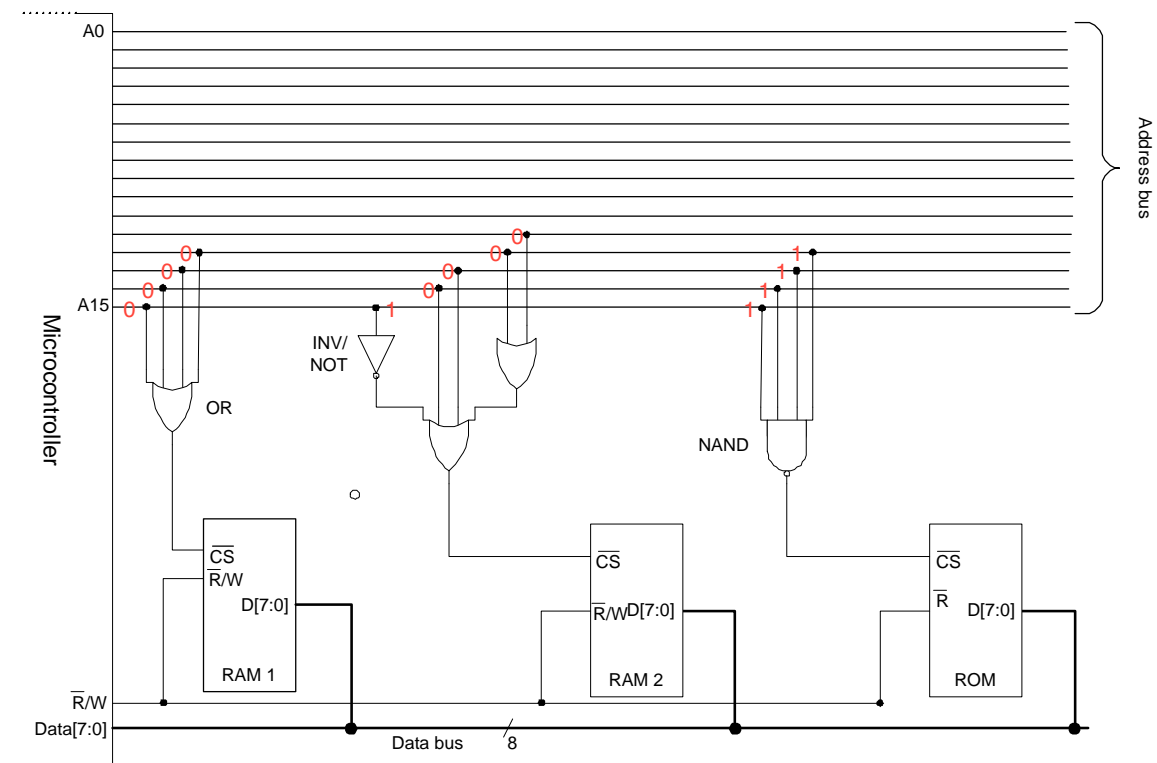 A0
Address bus
0 0
0 0 1
0 0 1
0 0 1
A15 0 1 1
Microcontroller
INV/
NOT
OR
NAND
CS CS CS
R/W
R/W D[7:0] R D[7:0]
D[7:0]
RAM 1 RAM 2 ROM
R/W
Data[7:0]
Data bus 8